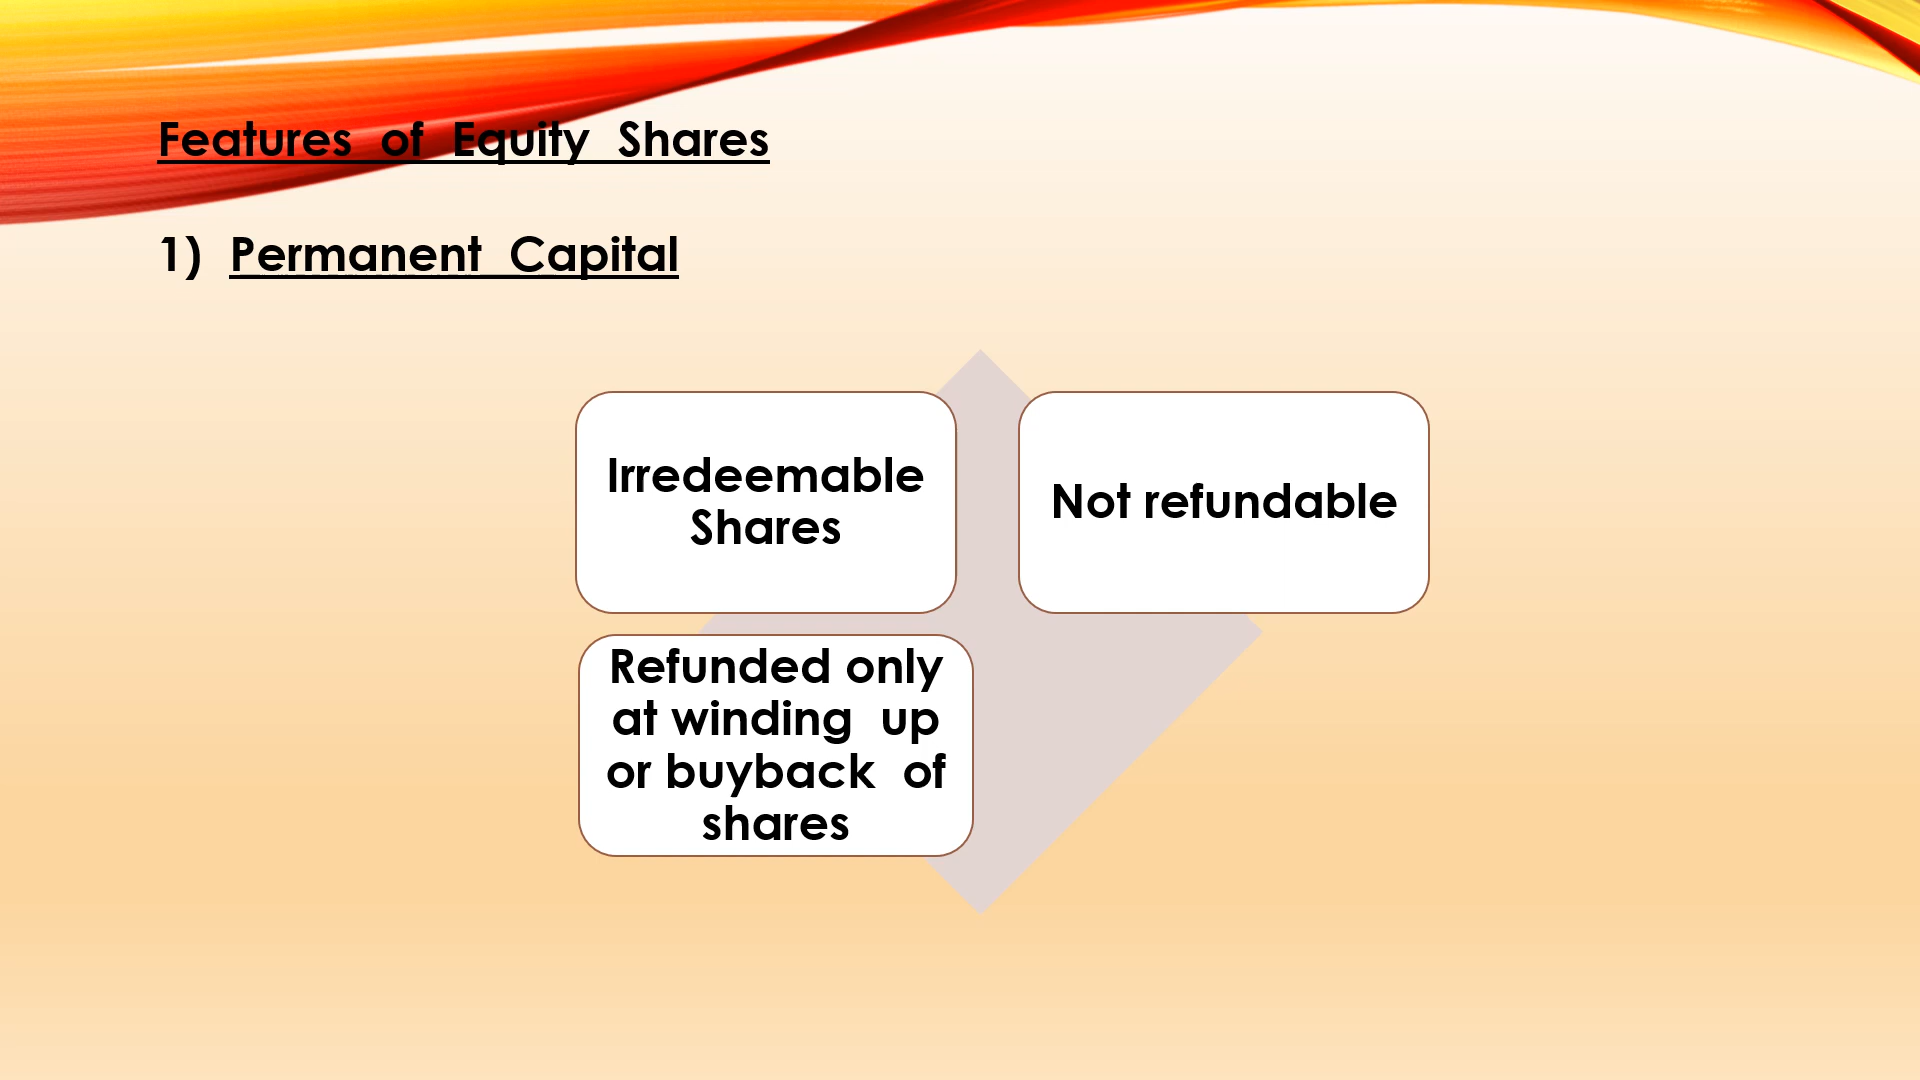 Features of Equity Shares
1) Permanent Capital
Irredeemable
Shares
Not refundable
Refunded only
at winding up
or buyback of
shares